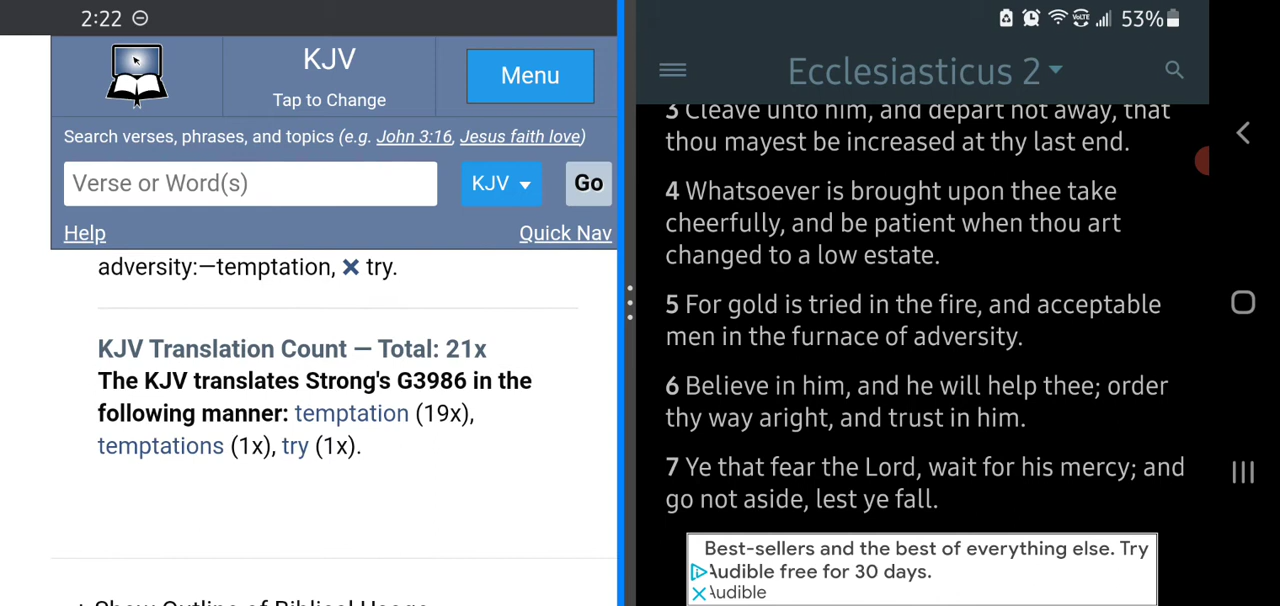 2:22
53%
KJV
Tap to Change
Menu
Search verses, phrases, and topics (e.g. John 3:16, Jesus faith love)
Verse or Word(s)
KJV
Go
Help
Quick Nav
adversity:—temptation, × try.
KJV Translation Count — Total: 21x
The KJV translates Strong's G3986 in the
following manner: temptation (19x),
temptations (1x), try (1x).
Ecclesiasticus 2
3 Cleave unto him, and depart not away, that
thou mayest be increased at thy last end.
4 Whatsoever is brought upon thee take
cheerfully, and be patient when thou art
changed to a low estate.
5 For gold is tried in the fire, and acceptable
men in the furnace of adversity.
6 Believe in him, and he will help thee; order
thy way aright, and trust in him.
7 Ye that fear the Lord, wait for his mercy; and
go not aside, lest ye fall.
Best-sellers and the best of everything else. Try
Audible free for 30 days.
Audible